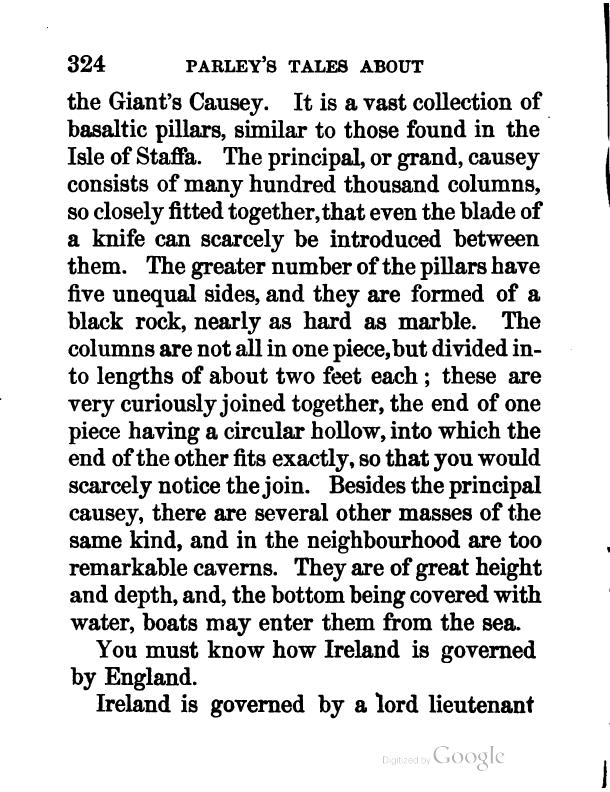 324 PARLEY'S TALES ABOUT
the Giant's Causey. It is a vast collection of
basaltic pillars, similar to those found in the
Isle of Staffa. The principal, or grand, causey
consists of many hundred thousand columns,
so closely fitted together, that even the blade of
a knife can scarcely be introduced between
them. The greater number of the pillars have
five unequal sides, and they are formed of a
black rock, nearly as hard as marble. The
columns are not all in one piece, but divided in-
to lengths of about two feet each; these are
very curiously joined together, the end of one
piece having a circular hollow, into which the
end of the other fits exactly, so that you would
scarcely notice the join. Besides the principal
causey, there are several other masses of the
same kind, and in the neighbourhood are too
remarkable caverns. They are of great height
and depth, and, the bottom being covered with
water, boats may enter them from the sea.
You must know how Ireland is governed
by England.
Ireland is governed by a lord lieutenant
Digitized by Google